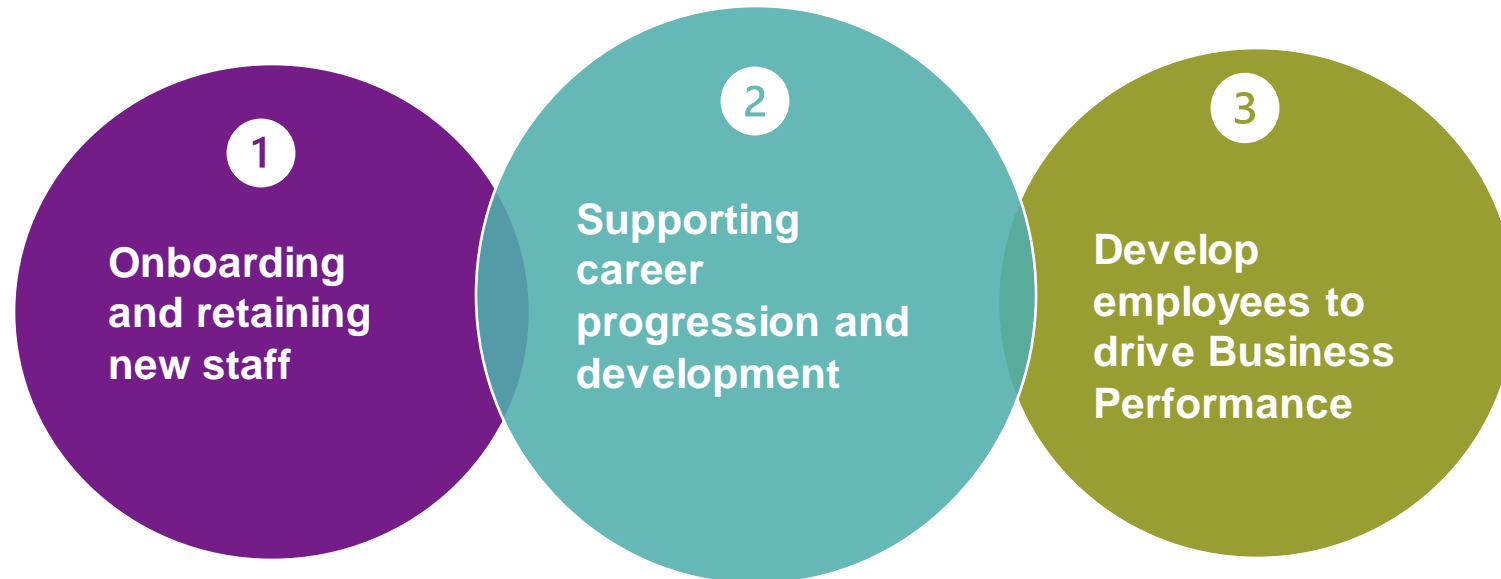 1
Onboarding
and retaining
new staff
2
Supporting
career
progression and
development
3
Develop
employees to
drive Business
Performance